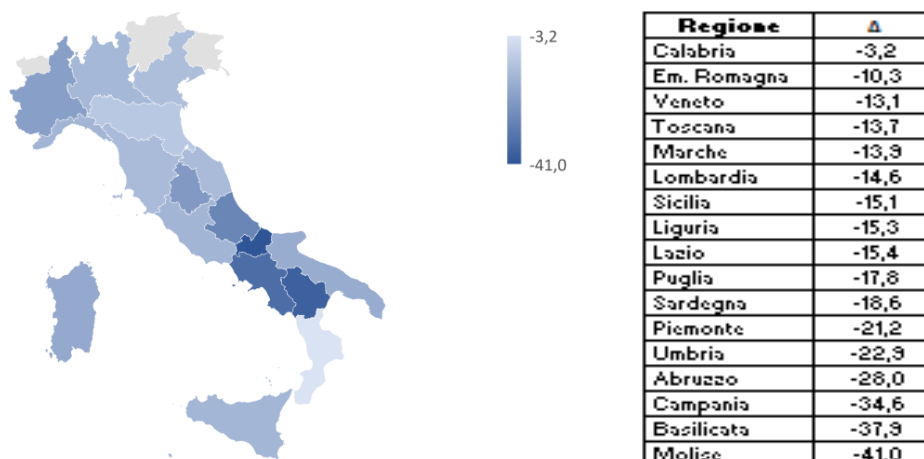 -3,2
-41,0
Regione Δ
Calabria -3,2
Em. Romagna -10,3
Veneto -13,1
Toscana -13,7
Marche -13,9
Lombardia -14,6
Sicilia -15,1
Liguria -15,3
Lazio -15,4
Puglia -17,8
Sardegna -18,6
Piemonte -21,2
Umbria -22,9
Abruzzo -28,0
Campania -34,6
Basilicata -37,9
Molise -41,0